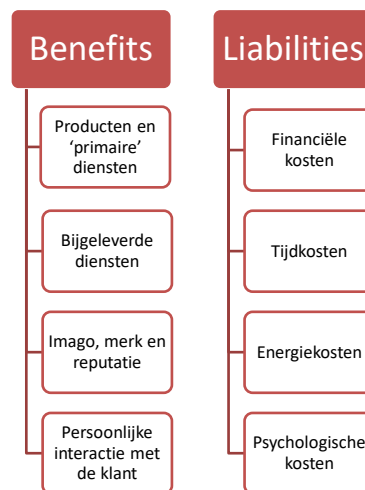 Benefits
Producten en
‘primaire’
diensten
Bijgeleverde
diensten
Imago, merk en
reputatie
Persoonlijke
interactie met
de klant
Liabilities
Financiële
kosten
Tijdkosten
Energiekosten
Psychologische
kosten